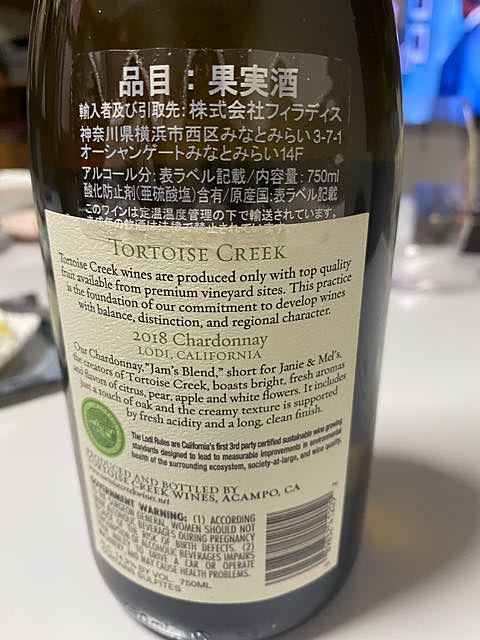 品目：果実酒
輸入者及び引取先：株式会社フィラディス
神奈川県横浜市西区みなとみらい3-7-1
オーシャンゲートみなとみらい14F
アルコール分：表ラベル記載/内容量：750ml
酸化防止剤(亜硫酸塩)含有/原産国：表ラベル記載
このワインは定温温度管理の下で輸送されています。
TORTOISE CREEK
Tortoise Creek wines are produced only with top quality
fruit available from premium vineyard sites. This practice
is the foundation of our commitment to develop wines
with balance, distinction, and regional character.
2018 Chardonnay
LODI, CALIFORNIA
Our Chardonnay, "Jam's Blend," short for Janie & Mel's,
the creators of Tortoise Creek, boasts bright, fresh aromas
and flavors of citrus, pear, apple and white flowers. It includes
just a touch of oak and the creamy texture is supported
by fresh acidity and a long, clean finish.
The Lodi Rules are California's first 3rd party certified sustainable wine growing
standards designed to lead to measurable improvements in environmental
health of the surrounding ecosystem, society-at-large, and wine quality.
PRODUCED AND BOTTLED BY
TORTOISE CREEK WINES, ACAMPO, CA
GOVERNMENT WARNING: (1) ACCORDING
SURGEON GENERAL, WOMEN SHOULD NOT
BEVERAGES DURING PREGNANCY
RISK OF BIRTH DEFECTS. (2)
OF ALCOHOLIC BEVERAGES IMPAIRS
TO DRIVE A CAR OR OPERATE
AND MAY CAUSE HEALTH PROBLEMS.
BY VOL. 750ML
SULFITES